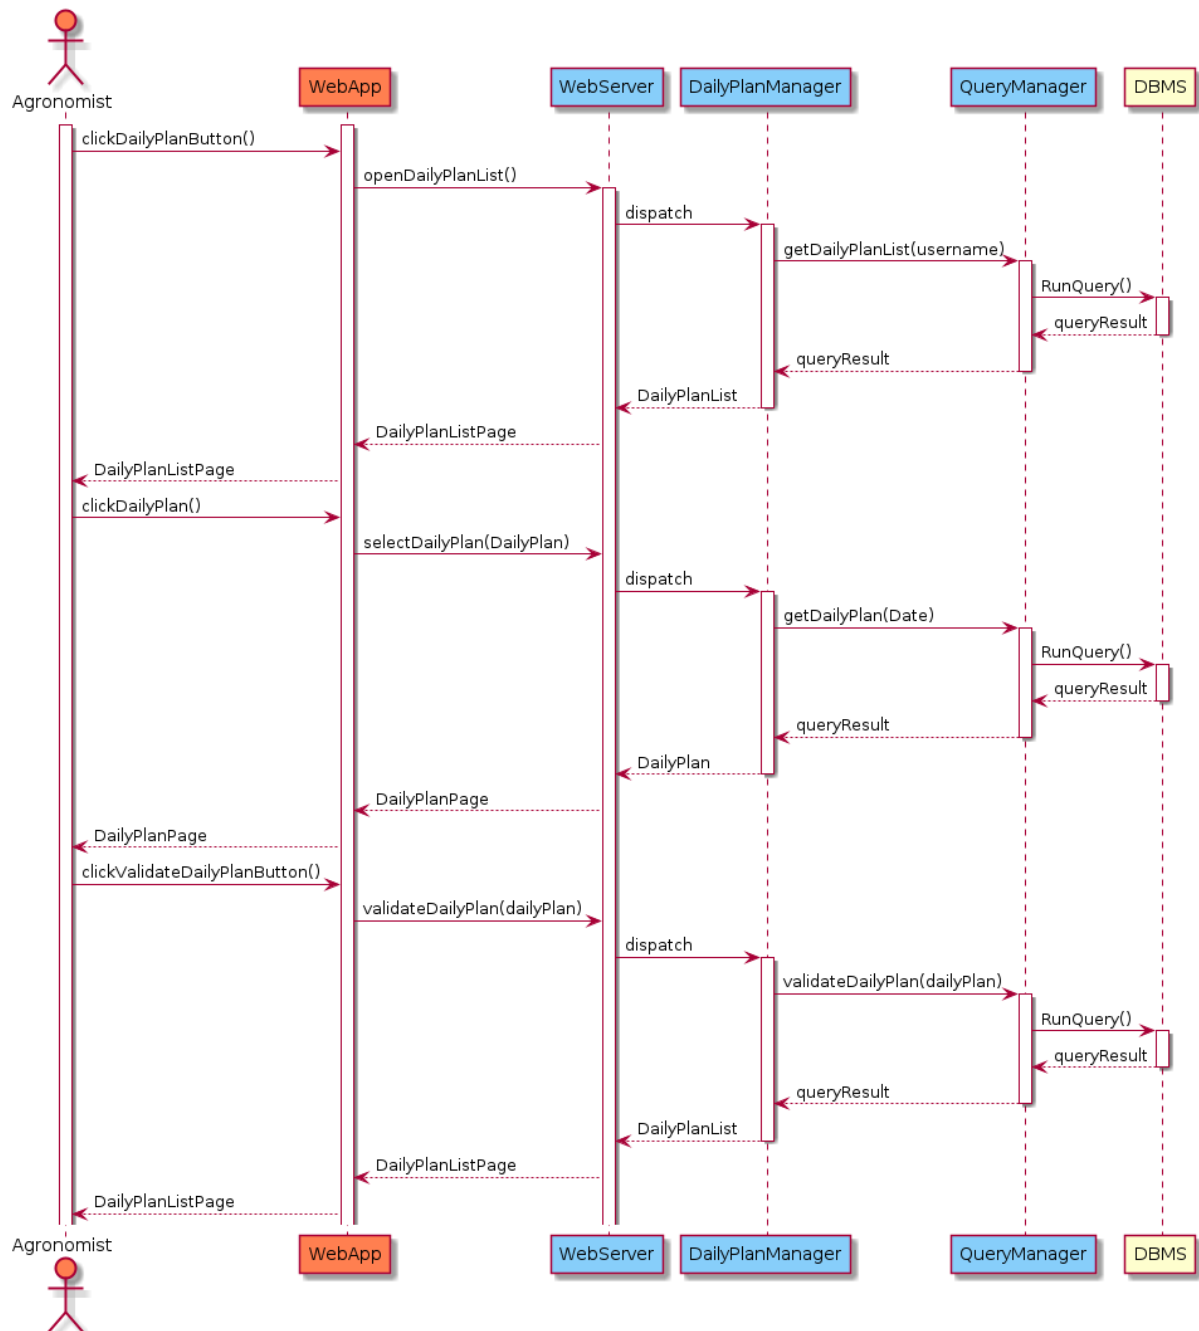 Agronomist
WebApp
WebServer
DailyPlanManager
QueryManager
DBMS
clickDailyPlanButton()
openDailyPlanList()
dispatch
getDailyPlanList(username)
RunQuery()
queryResult
queryResult
DailyPlanList
DailyPlanListPage
DailyPlanListPage
clickDailyPlan()
selectDailyPlan(DailyPlan)
dispatch
getDailyPlan(Date)
RunQuery()
queryResult
queryResult
DailyPlan
DailyPlanPage
DailyPlanPage
clickValidateDailyPlanButton()
validateDailyPlan(dailyPlan)
dispatch
validateDailyPlan(dailyPlan)
RunQuery()
queryResult
queryResult
DailyPlanList
DailyPlanListPage
DailyPlanListPage
Agronomist
WebApp
WebServer
DailyPlanManager
QueryManager
DBMS